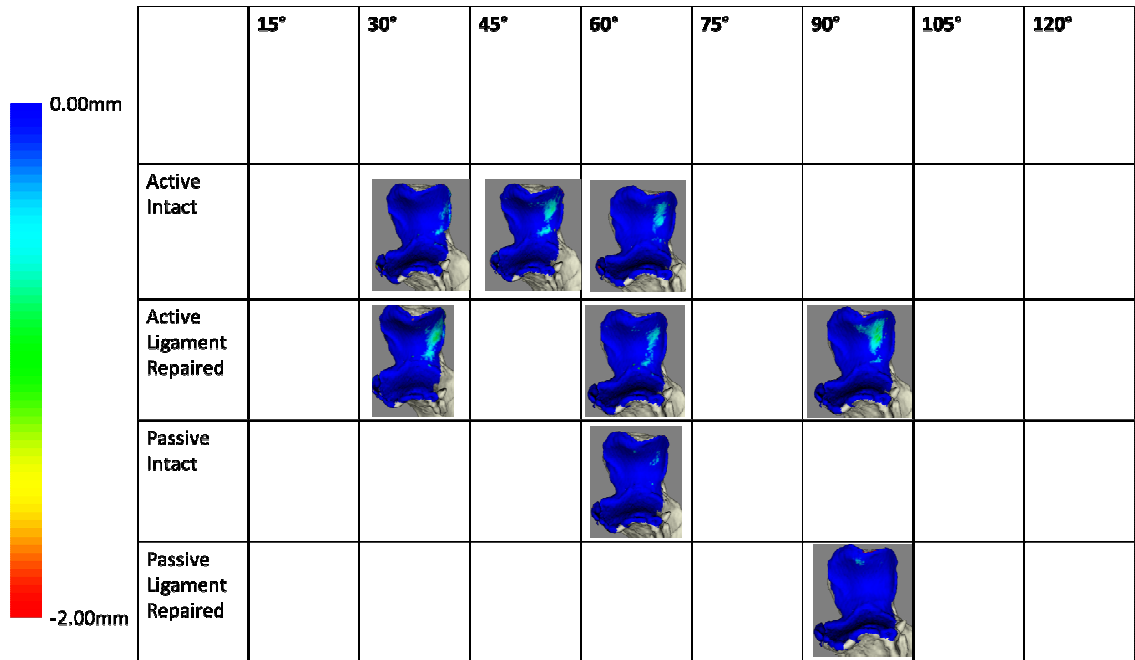 15° 30° 45° 60° 75° 90° 105° 120°
0.00mm
Active
Intact
Active
Ligament
Repaired
Passive
Intact
Passive
Ligament
Repaired
-2.00mm